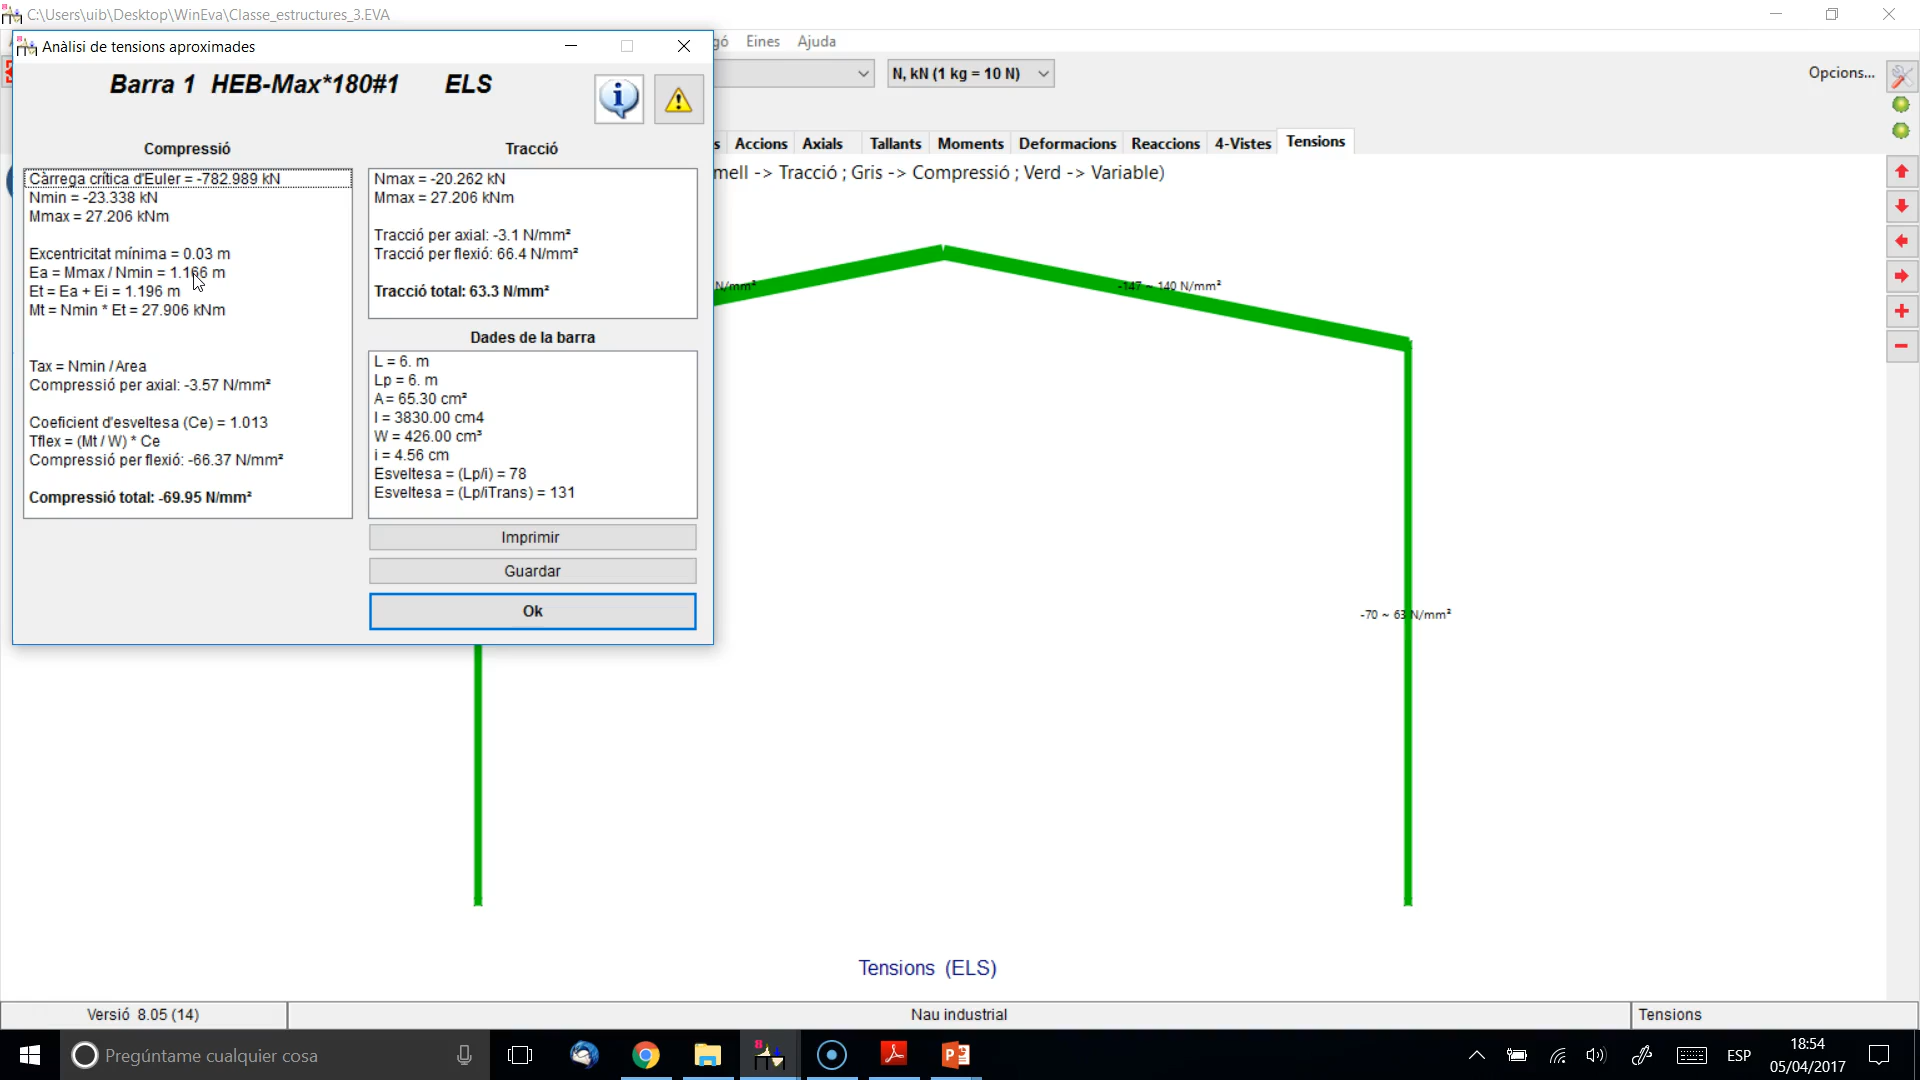 C:\Users\uib\Desktop\WinEva\Classe_estructures_3.EVA
Anàlisi de tensions aproximades
gó Eines Ajuda
Barra 1 HEB-Max*180#1 ELS
N, kN (1 kg = 10 N)
Opcions...
s Accions Axials Tallants Moments Deformacions Reaccions 4-Vistes Tensions
mell -> Tracció ; Gris -> Compressió ; Verd -> Variable)
Compressió
Càrrega crítica d'Euler = -782.989 kN
Nmin = -23.338 kN
Mmax = 27.206 kNm
Excentricitat mínima = 0.03 m
Ea = Mmax / Nmin = 1.166 m
Et = Ea + Ei = 1.196 m
Mt = Nmin * Et = 27.906 kNm
Tax = Nmin / Area
Compressió per axial: -3.57 N/mm²
Coeficient d'esveltesa (Ce) = 1.013
Tflex = (Mt / W) * Ce
Compressió per flexió: -66.37 N/mm²
Compressió total: -69.95 N/mm²
Tracció
Nmax = -20.262 kN
Mmax = 27.206 kNm
Tracció per axial: -3.1 N/mm²
Tracció per flexió: 66.4 N/mm²
Tracció total: 63.3 N/mm²
Dades de la barra
L = 6. m
Lp = 6. m
A = 65.30 cm²
I = 3830.00 cm4
W = 426.00 cm³
i = 4.56 cm
Esveltesa = (Lp/i) = 78
Esveltesa = (Lp/iTrans) = 131
Imprimir
Guardar
Ok
N/mm²
-147 ~ 140 N/mm²
-70 ~ 63 N/mm²
Tensions (ELS)
Versió 8.05 (14)
Nau industrial
Tensions
Pregúntame cualquier cosa
ESP
18:54
05/04/2017